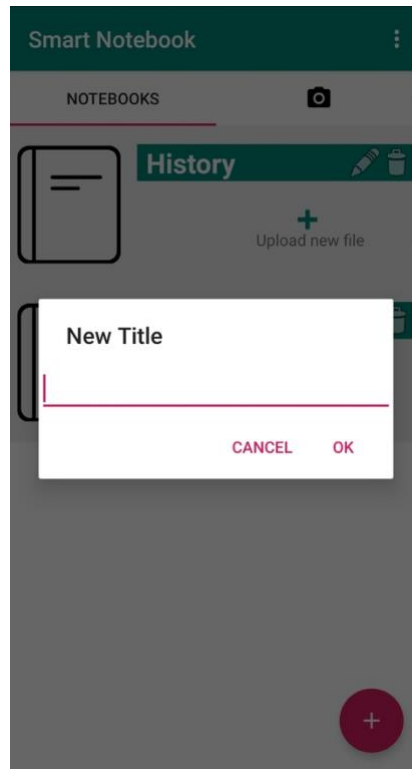 Smart Notebook
NOTEBOOKS
History
Upload new file
New Title
CANCEL OK